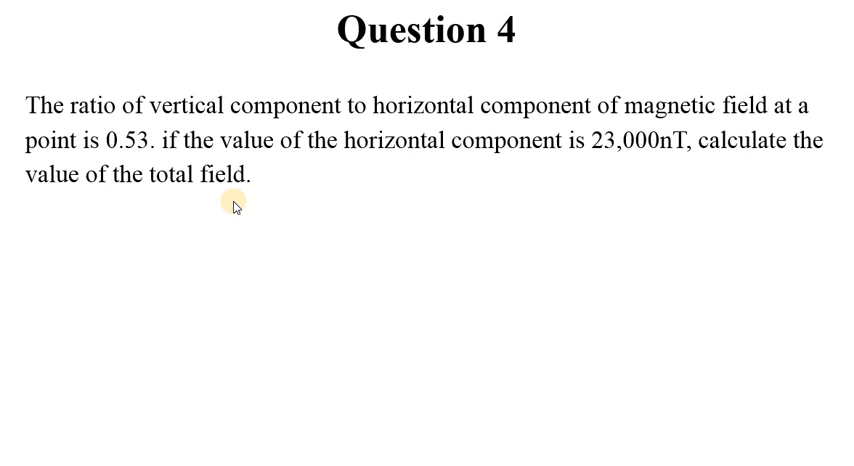 Question 4
The ratio of vertical component to horizontal component of magnetic field at a
point is 0.53. if the value of the horizontal component is 23,000nT, calculate the
value of the total field.